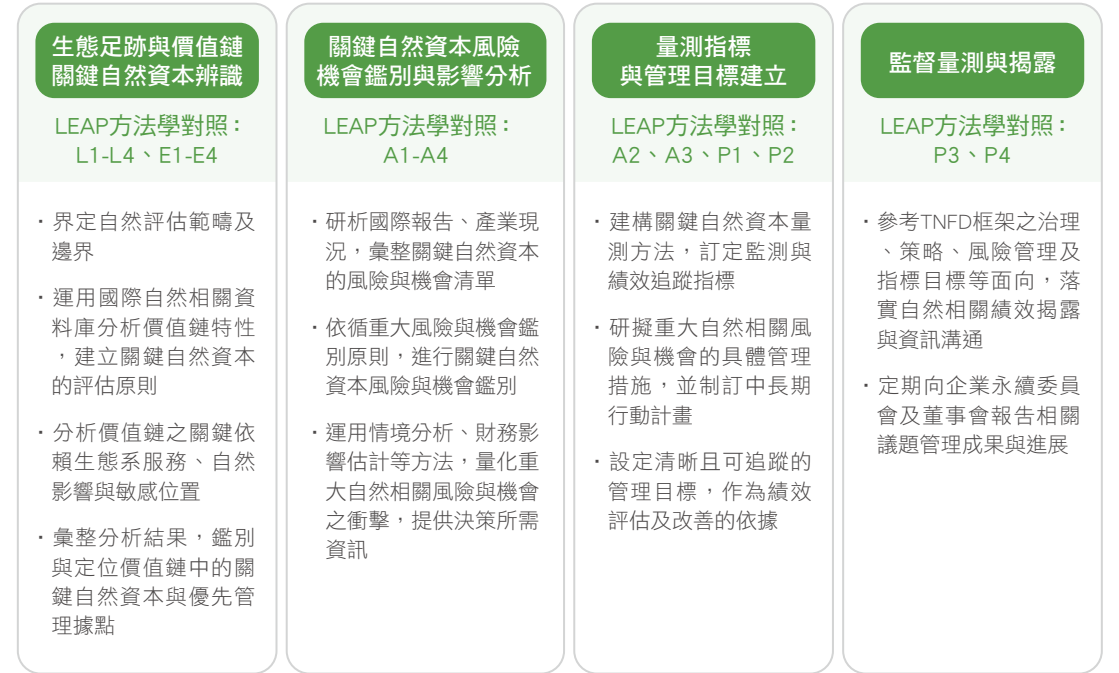 生態足跡與價值鏈
關鍵自然資本辨識
LEAP方法學對照：
L1-L4、E1-E4
・界定自然評估範疇及
邊界
・運用國際自然相關資
料庫分析價值鏈特性
，建立關鍵自然資本
的評估原則
・分析價值鏈之關鍵依
賴生態系服務、自然
影響與敏感位置
・彙整分析結果，鑑別
與定位價值鏈中的關
鍵自然資本與優先管
理據點
關鍵自然資本風險
機會鑑別與影響分析
LEAP方法學對照：
A1-A4
・研析國際報告、產業現
況，彙整關鍵自然資本
的風險與機會清單
・依循重大風險與機會鑑
別原則，進行關鍵自然
資本風險與機會鑑別
・運用情境分析、財務影
響估計等方法，量化重
大自然相關風險與機會
之衝擊，提供決策所需
資訊
量測指標
與管理目標建立
LEAP方法學對照：
A2、A3、P1、P2
・建構關鍵自然資本量
測方法，訂定監測與
績效追蹤指標
・研擬重大自然相關風
險與機會的具體管理
措施，並制訂中長期
行動計畫
・設定清晰且可追蹤的
管理目標，作為績效
評估及改善的依據
監督量測與揭露
LEAP方法學對照：
P3、P4
・參考TNFD框架之治理
、策略、風險管理及
指標目標等面向，落
實自然相關績效揭露
與資訊溝通
・定期向企業永續委員
會及董事會報告相關
議題管理成果與進展